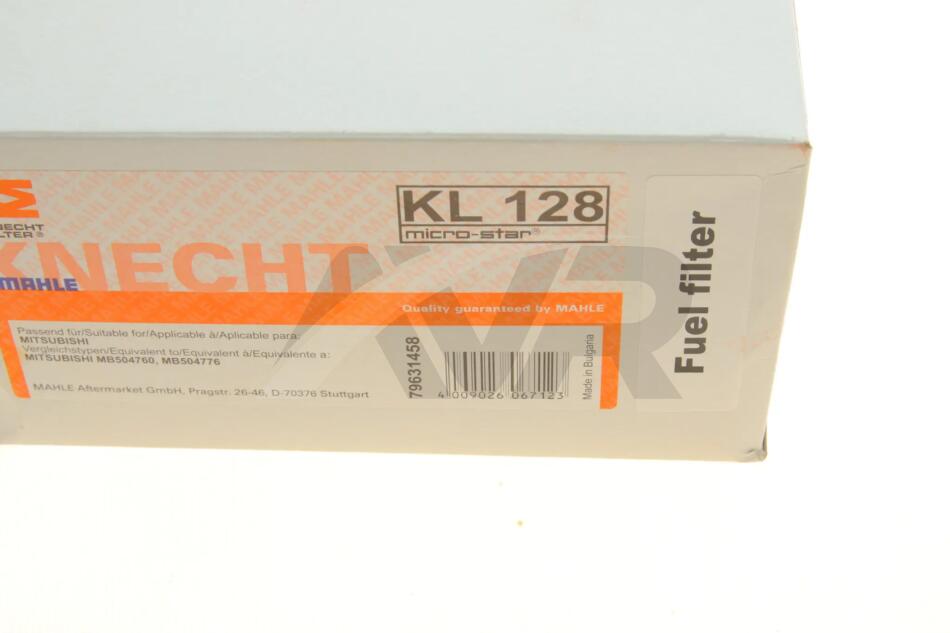 KL 128
micro-star®
KNECHT
MAHLE
Quality guaranteed by MAHLE
Passend für/Suitable for/Applicable à/Aplicable para:
MITSUBISHI
Vergleichstypen/Equivalent to/Equivalent à/Equivalente a:
MITSUBISHI MB504760, MB504776
MAHLE Aftermarket GmbH, Pragstr. 26-46, D-70376 Stuttgart
79631458
4 009026 067123
Made in Bulgaria
Fuel filter
AVR